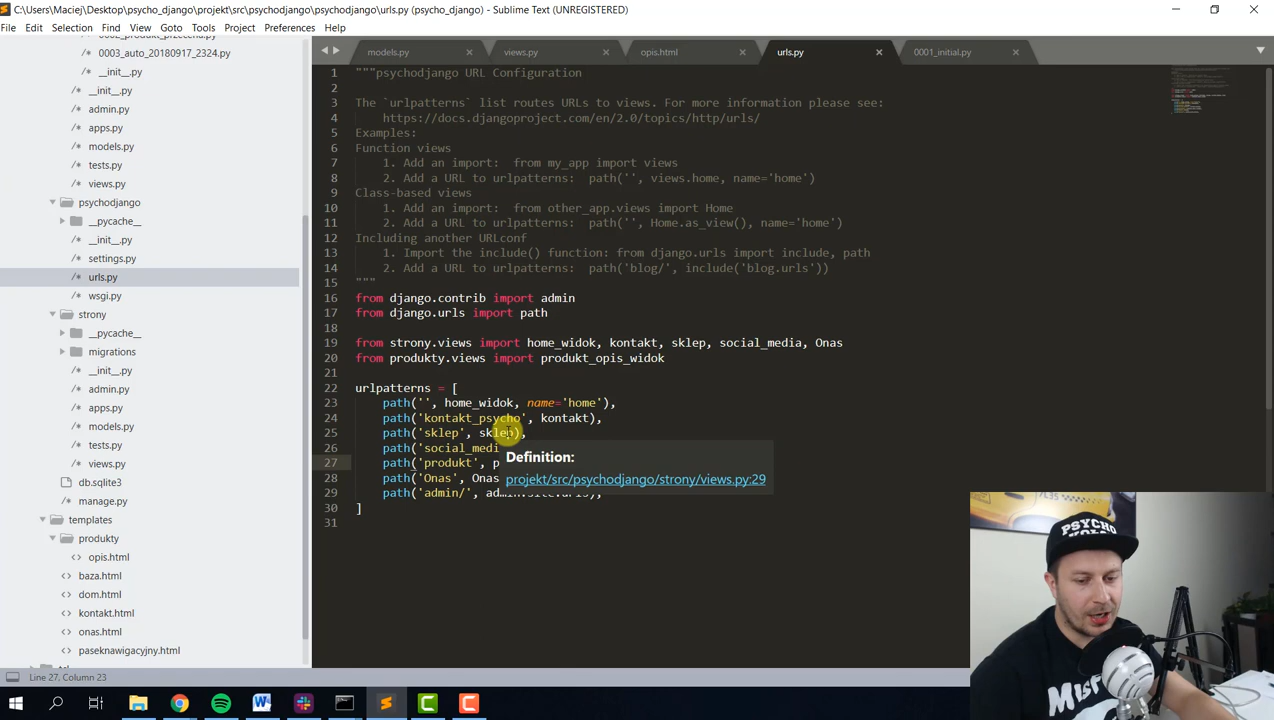 C:\Users\Maciej\Desktop\psycho_django\projekt\src\psychodjango\psychodjango\urls.py (psycho_django) - Sublime Text (UNREGISTERED)
File Edit Selection Find View Goto Tools Project Preferences Help
0003_auto_20180917_2324.py
__init__.py
__init__.py
admin.py
apps.py
models.py
tests.py
views.py
psychodjango
__pycache__
__init__.py
settings.py
urls.py
wsgi.py
strony
__pycache__
migrations
__init__.py
admin.py
apps.py
models.py
tests.py
views.py
db.sqlite3
manage.py
templates
produkty
opis.html
baza.html
dom.html
kontakt.html
onas.html
paseknawigacyjny.html
models.py views.py opis.html urls.py 0001_initial.py
1 """psychodjango URL Configuration
2
3 The `urlpatterns` list routes URLs to views. For more information please see:
4 https://docs.djangoproject.com/en/2.0/topics/http/urls/
5 Examples:
6 Function views
7 1. Add an import:  from my_app import views
8 2. Add a URL to urlpatterns:  path('', views.home, name='home')
9 Class-based views
10 1. Add an import:  from other_app.views import Home
11 2. Add a URL to urlpatterns:  path('', Home.as_view(), name='home')
12 Including another URLconf
13 1. Import the include() function: from django.urls import include, path
14 2. Add a URL to urlpatterns:  path('blog/', include('blog.urls'))
15 """
16 from django.contrib import admin
17 from django.urls import path
18
19 from strony.views import home_widok, kontakt, sklep, social_media, Onas
20 from produkty.views import produkt_opis_widok
21
22 urlpatterns = [
23 path('', home_widok, name='home'),
24 path('kontakt_psycho', kontakt),
25 path('sklep', sklep),
26 path('social_medi
27 path('produkt', p
28 path('Onas', Onas
29 path('admin/', admin.site.urls),
30 ]
31
Definition:
projekt/src/psychodjango/strony/views.py:29
PSYCHO
Line 27, Column 23